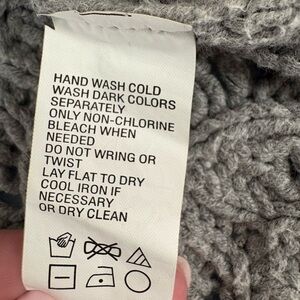 HAND WASH COLD
WASH DARK COLORS
SEPARATELY
ONLY NON-CHLORINE
BLEACH WHEN
NEEDED
DO NOT WRING OR
TWIST
LAY FLAT TO DRY
COOL IRON IF
NECESSARY
OR DRY CLEAN